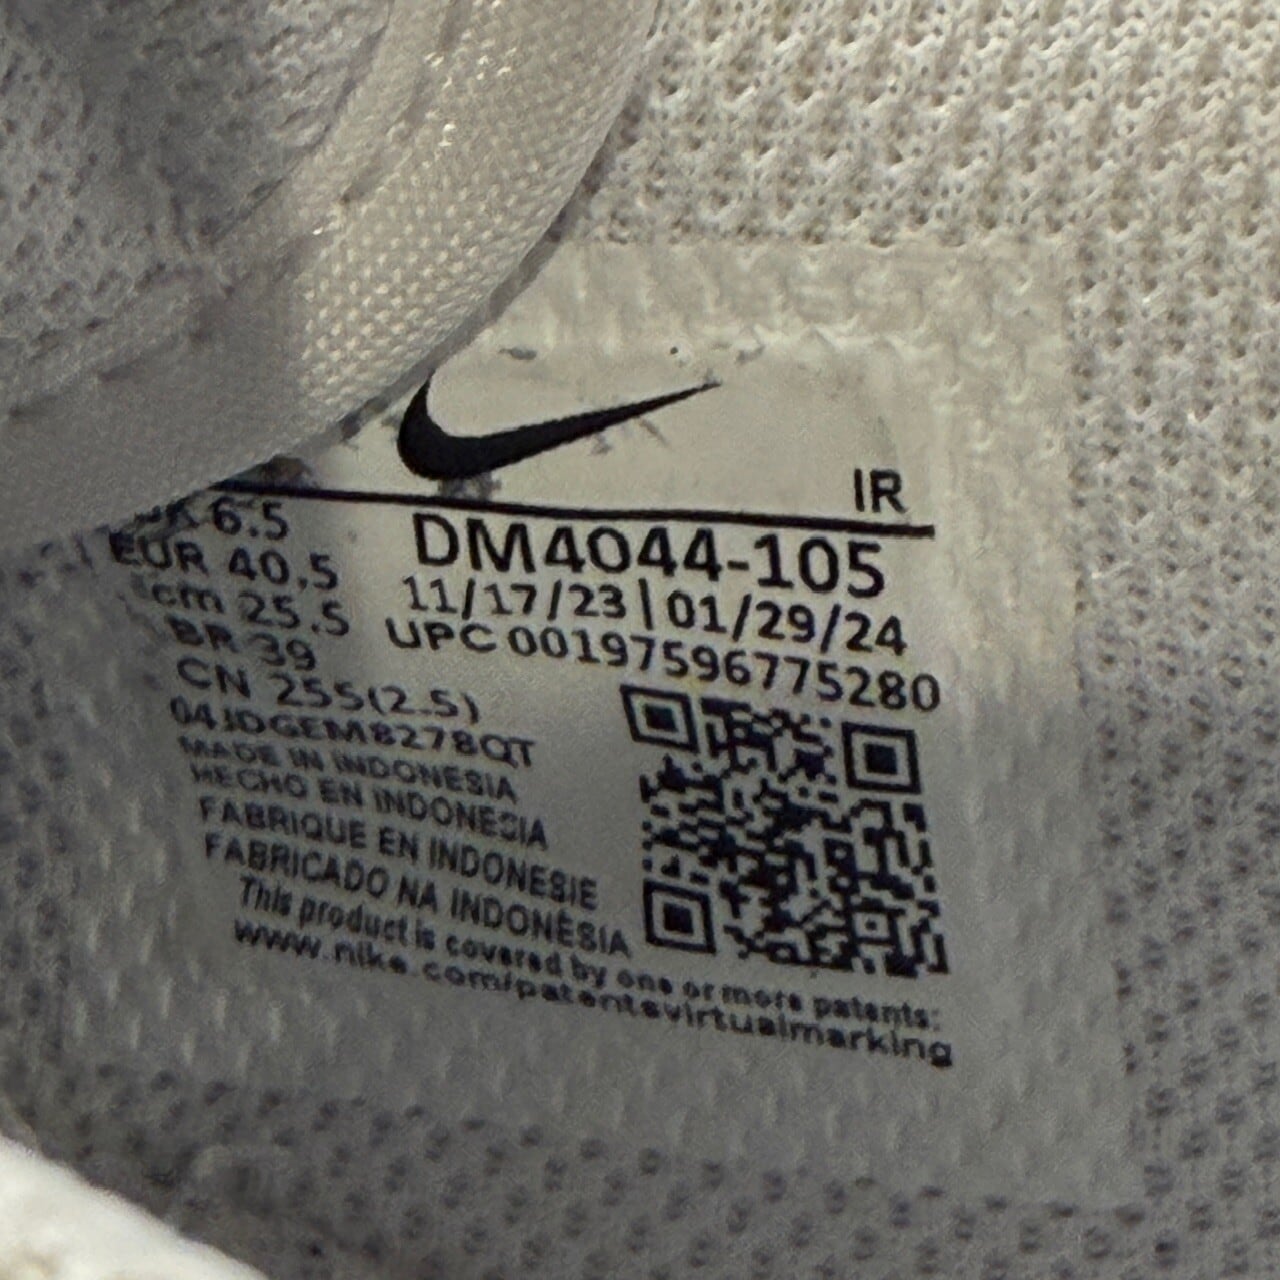 IR
UK 6.5
EUR 40.5
cm 25.5
BR 39
CN 255(2.5)
DM4044-105
11/17/23 | 01/29/24
UPC 00197596775280
04JDGEM8278QT
MADE IN INDONESIA
HECHO EN INDONESIA
FABRIQUE EN INDONESIE
FABRICADO NA INDONÉSIA
This product is covered by one or more patents:
www.nike.com/patentsvirtualmarking